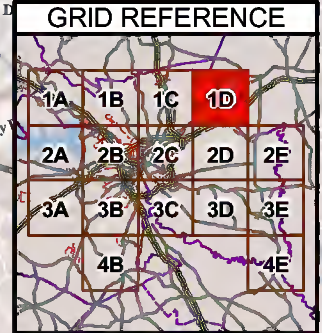 GRID REFERENCE
1A 1B 1C 1D
2A 2B 2C 2D 2E
3A 3B 3C 3D 3E
4B 4E